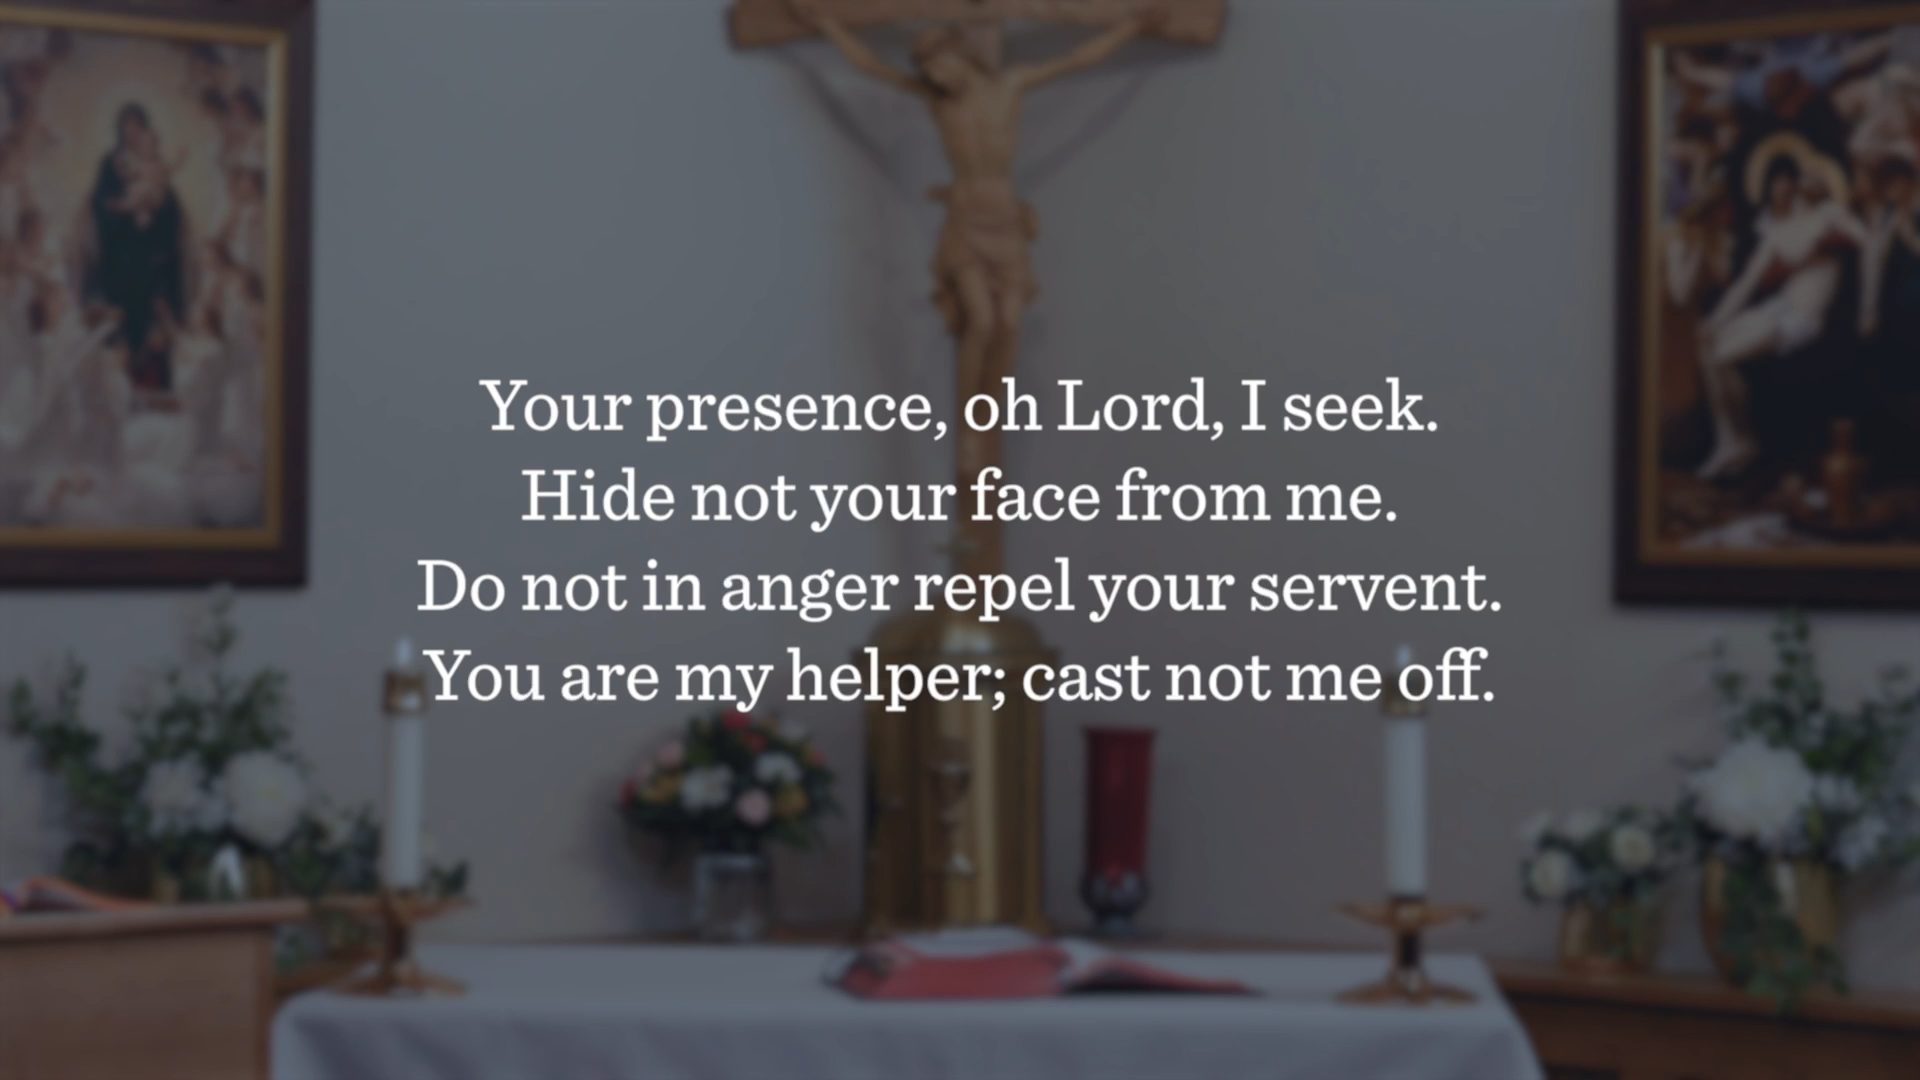 Your presence, oh Lord, I seek.
Hide not your face from me.
Do not in anger repel your servent.
You are my helper; cast not me off.